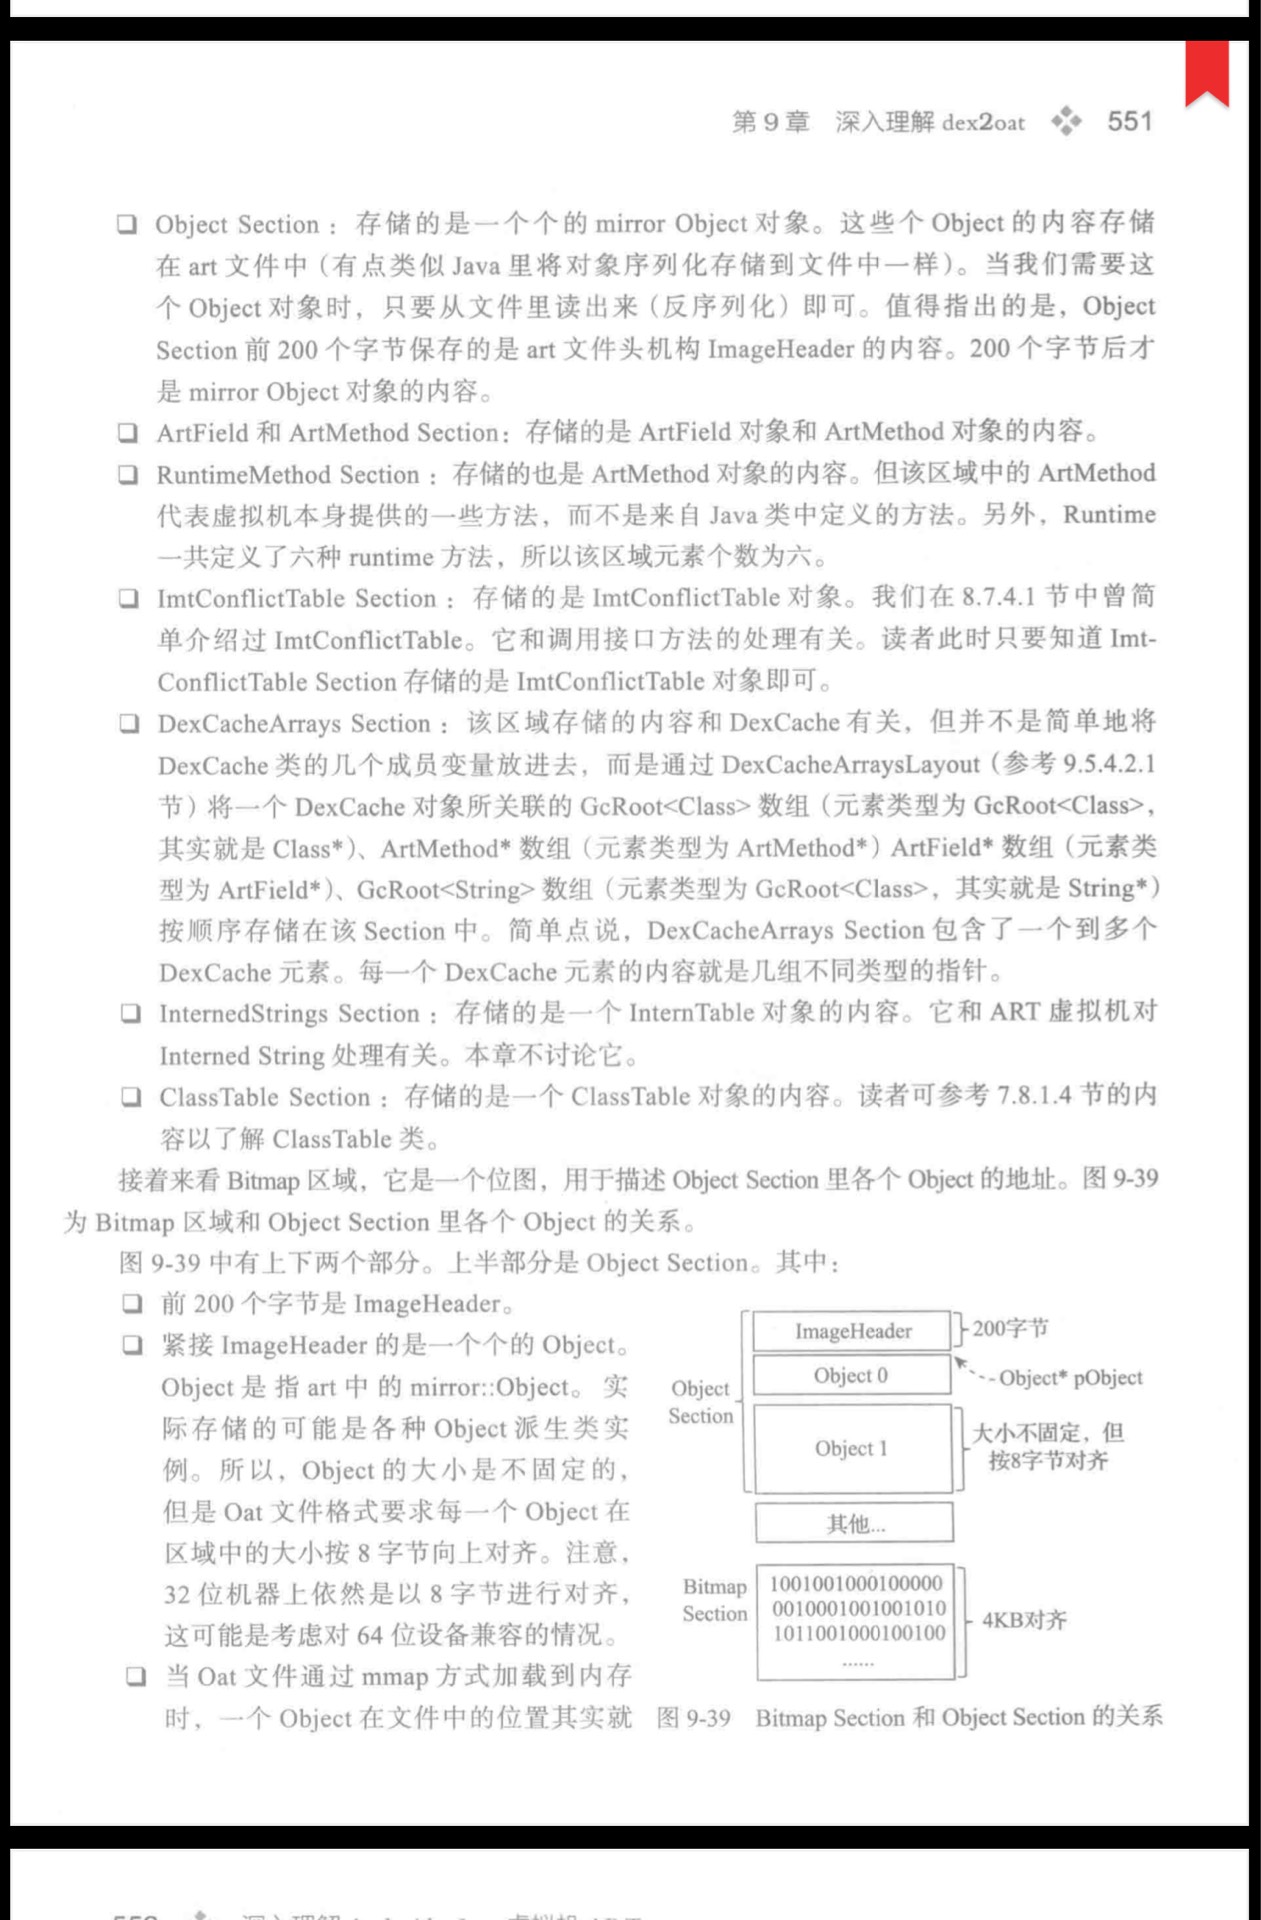 第 9 章 深入理解 dex2oat 551
❑ Object Section：存储的是一个个的 mirror Object 对象。这些个 Object 的内容存储
在 art 文件中（有点类似 Java 里将对象序列化存储到文件中一样）。当我们需要这
个 Object 对象时，只要从文件里读出来（反序列化）即可。值得指出的是，Object
Section 前 200 个字节保存的是 art 文件头机构 ImageHeader 的内容。200 个字节后才
是 mirror Object 对象的内容。
❑ ArtField 和 ArtMethod Section：存储的是 ArtField 对象和 ArtMethod 对象的内容。
❑ RuntimeMethod Section：存储的也是 ArtMethod 对象的内容。但该区域中的 ArtMethod
代表虚拟机本身提供的一些方法，而不是来自 Java 类中定义的方法。另外，Runtime
一共定义了六种 runtime 方法，所以该区域元素个数为六。
❑ ImtConflictTable Section：存储的是 ImtConflictTable 对象。我们在 8.7.4.1 节中曾简
单介绍过 ImtConflictTable。它和调用接口方法的处理有关。读者此时只要知道 Imt-
ConflictTable Section 存储的是 ImtConflictTable 对象即可。
❑ DexCacheArrays Section：该区域存储的内容和 DexCache 有关，但并不是简单地将
DexCache 类的几个成员变量放进去，而是通过 DexCacheArraysLayout（参考 9.5.4.2.1
节）将一个 DexCache 对象所关联的 GcRoot<Class> 数组（元素类型为 GcRoot<Class>，
其实就是 Class*）、ArtMethod* 数组（元素类型为 ArtMethod*）ArtField* 数组（元素类
型为 ArtField*）、GcRoot<String> 数组（元素类型为 GcRoot<Class>，其实就是 String*）
按顺序存储在该 Section 中。简单点说，DexCacheArrays Section 包含了一个到多个
DexCache 元素。每一个 DexCache 元素的内容就是几组不同类型的指针。
❑ InternedStrings Section：存储的是一个 InternTable 对象的内容。它和 ART 虚拟机对
Interned String 处理有关。本章不讨论它。
❑ ClassTable Section：存储的是一个 ClassTable 对象的内容。读者可参考 7.8.1.4 节的内
容以了解 ClassTable 类。
接着来看 Bitmap 区域，它是一个位图，用于描述 Object Section 里各个 Object 的地址。图 9-39
为 Bitmap 区域和 Object Section 里各个 Object 的关系。
图 9-39 中有上下两个部分。上半部分是 Object Section。其中：
❑ 前 200 个字节是 ImageHeader。
❑ 紧接 ImageHeader 的是一个个的 Object。
Object 是 指 art 中 的 mirror::Object。 实
际存储的可能是各种 Object 派生类实
例。所以，Object 的大小是不固定的，
但是 Oat 文件格式要求每一个 Object 在
区域中的大小按 8 字节向上对齐。注意，
32 位机器上依然是以 8 字节进行对齐，
这可能是考虑对 64 位设备兼容的情况。
❑ 当 Oat 文件通过 mmap 方式加载到内存
时，一个 Object 在文件中的位置其实就
ImageHeader
200字节
Object 0
Object* pObject
Object
Section
Object 1
大小不固定，但
按8字节对齐
其他...
Bitmap
Section
1001001000100000
0010001001001010
1011001000100100
......
4KB对齐
图 9-39 Bitmap Section 和 Object Section 的关系